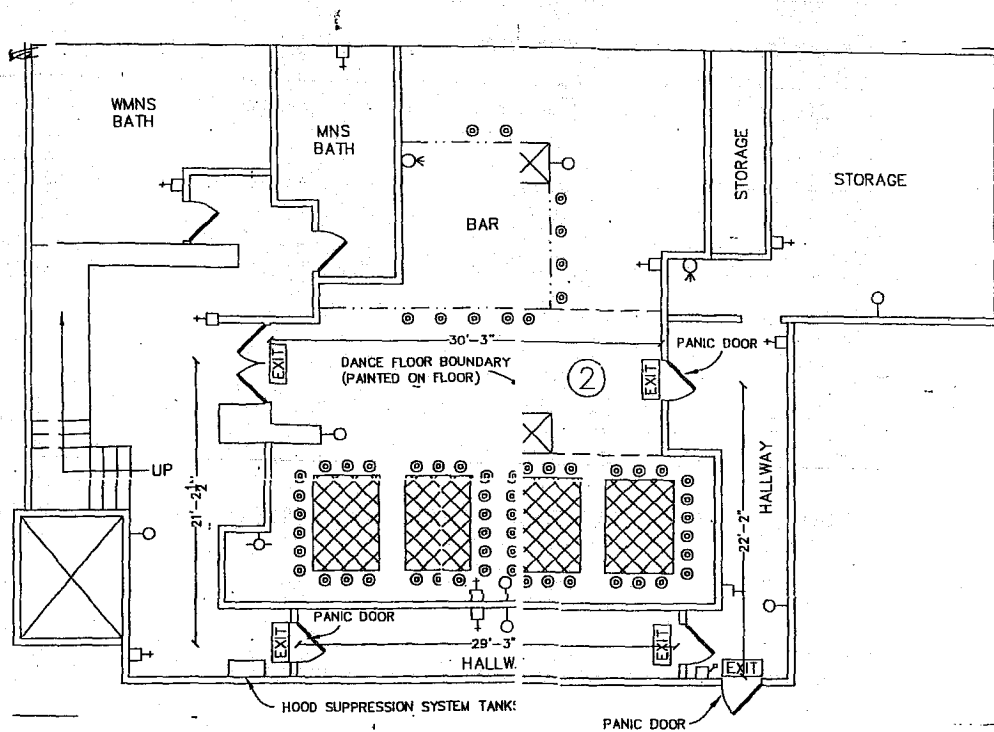 WMNS
BATH
MNS
BATH
BAR
STORAGE
STORAGE
30'-3"
PANIC DOOR
EXIT
DANCE FLOOR BOUNDARY
(PAINTED ON FLOOR)
2
EXIT
UP
21'-2½"
HALLWAY
22'-2"
PANIC DOOR
EXIT
29'-3"
HALLW
EXIT
EXIT
HOOD SUPPRESSION SYSTEM TANKS
PANIC DOOR